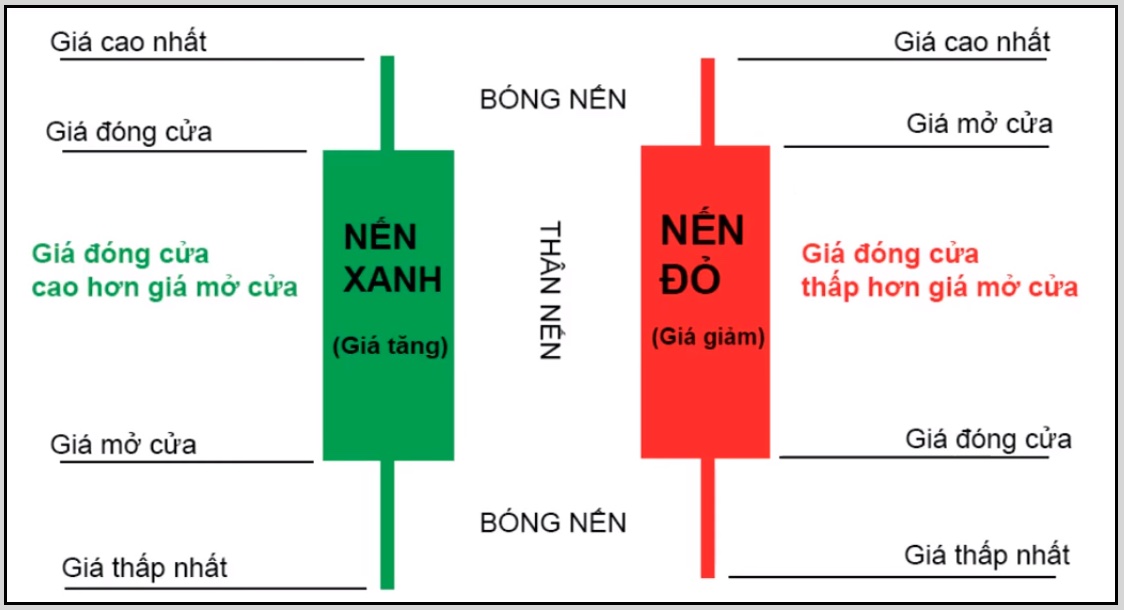 Giá cao nhất
Giá đóng cửa
Giá đóng cửa
cao hơn giá mở cửa
Giá mở cửa
Giá thấp nhất
NẾN
XANH
(Giá tăng)
BÓNG NẾN
THÂN NẾN
BÓNG NẾN
NẾN
ĐỎ
(Giá giảm)
Giá cao nhất
Giá mở cửa
Giá đóng cửa
thấp hơn giá mở cửa
Giá đóng cửa
Giá thấp nhất